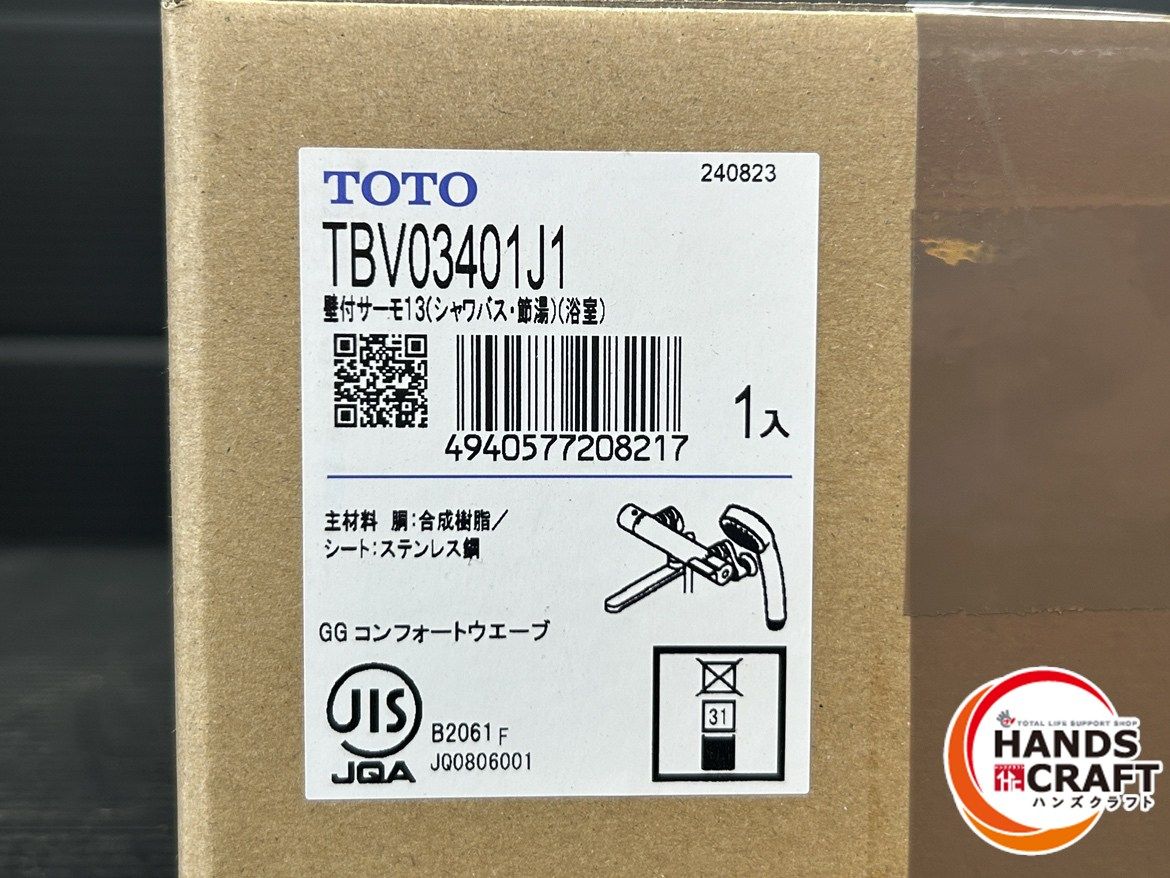 TOTO
240823
TBV03401J1
壁付サーモ13(シャワバス・節湯)(浴室)
4940577208217
1入
主材料 胴:合成樹脂/
シート:ステンレス鋼
GG コンフォートウエーブ
JIS
JQA
B2061 F
JQ0806001
31
TOTAL LIFE SUPPORT SHOP
HANDS
CRAFT
ハンズクラフト